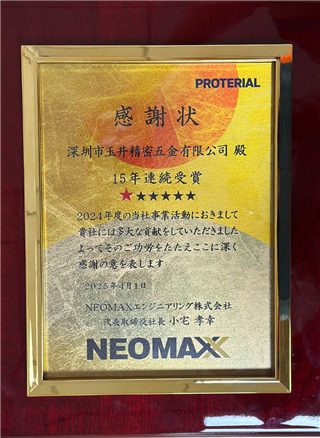 PROTERIAL
感謝状
深圳市玉井精密五金有限公司 殿
15年連続受賞
★★★★★★
2024年度の当社事業活動におきまして
貴社には多大な貢献をしていただきました
よってそのご功労をたたえここに深く
感謝の意を表します
2025年4月1日
NEOMAXエンジニアリング株式会社
代表取締役社長 小宅 孝章
NEOMAX